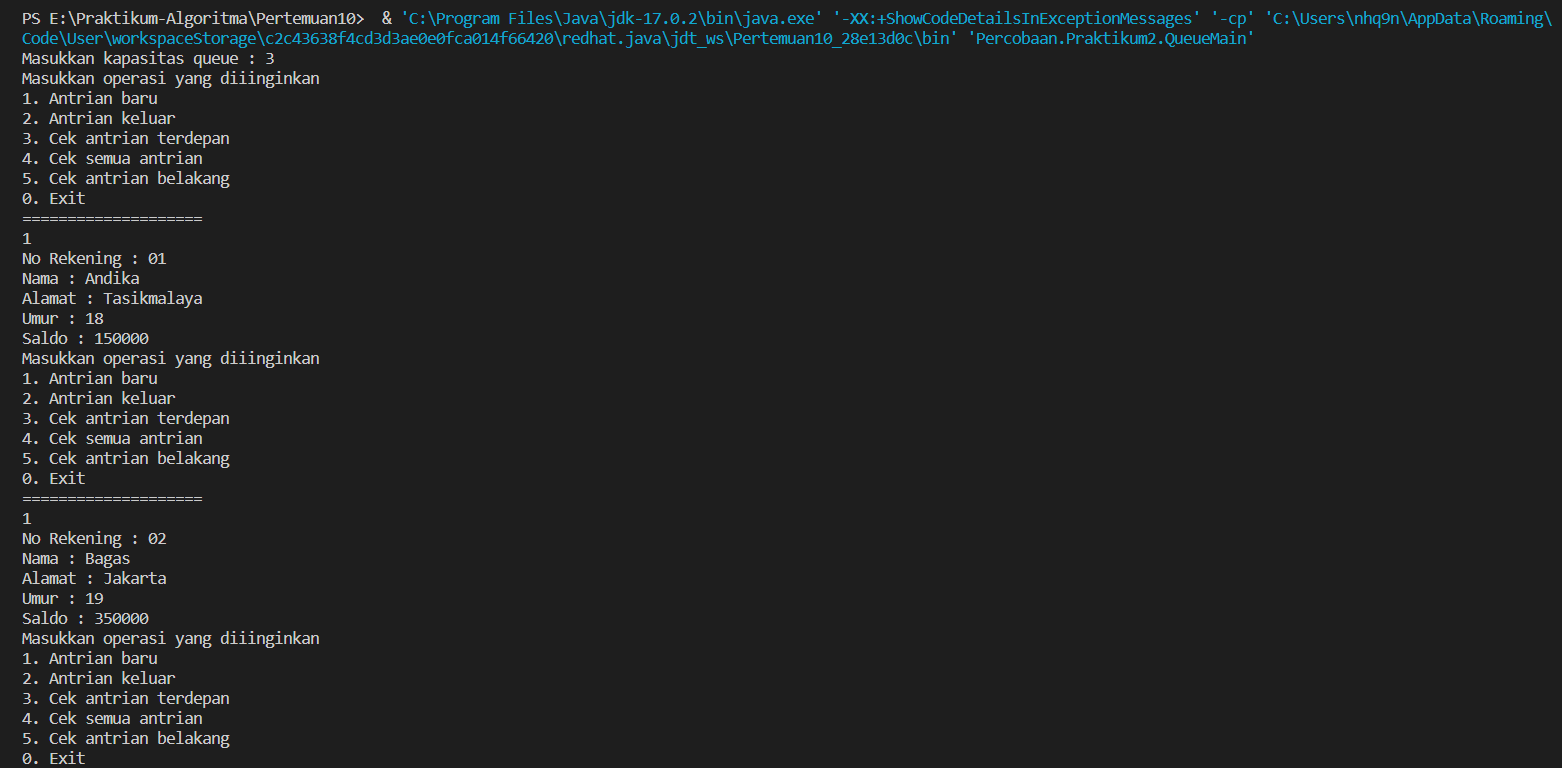 PS E:\Praktikum-Algoritma\Pertemuan10>  & 'C:\Program Files\Java\jdk-17.0.2\bin\java.exe' '-XX:+ShowCodeDetailsInExceptionMessages' '-cp' 'C:\Users\nhq9n\AppData\Roaming\
Code\User\workspaceStorage\c2c43638f4cd3d3ae0e0fca014f66420\redhat.java\jdt_ws\Pertemuan10_28e13d0c\bin' 'Percobaan.Praktikum2.QueueMain'
Masukkan kapasitas queue : 3
Masukkan operasi yang diiinginkan
1. Antrian baru
2. Antrian keluar
3. Cek antrian terdepan
4. Cek semua antrian
5. Cek antrian belakang
0. Exit
====================
1
No Rekening : 01
Nama : Andika
Alamat : Tasikmalaya
Umur : 18
Saldo : 150000
Masukkan operasi yang diiinginkan
1. Antrian baru
2. Antrian keluar
3. Cek antrian terdepan
4. Cek semua antrian
5. Cek antrian belakang
0. Exit
====================
1
No Rekening : 02
Nama : Bagas
Alamat : Jakarta
Umur : 19
Saldo : 350000
Masukkan operasi yang diiinginkan
1. Antrian baru
2. Antrian keluar
3. Cek antrian terdepan
4. Cek semua antrian
5. Cek antrian belakang
0. Exit